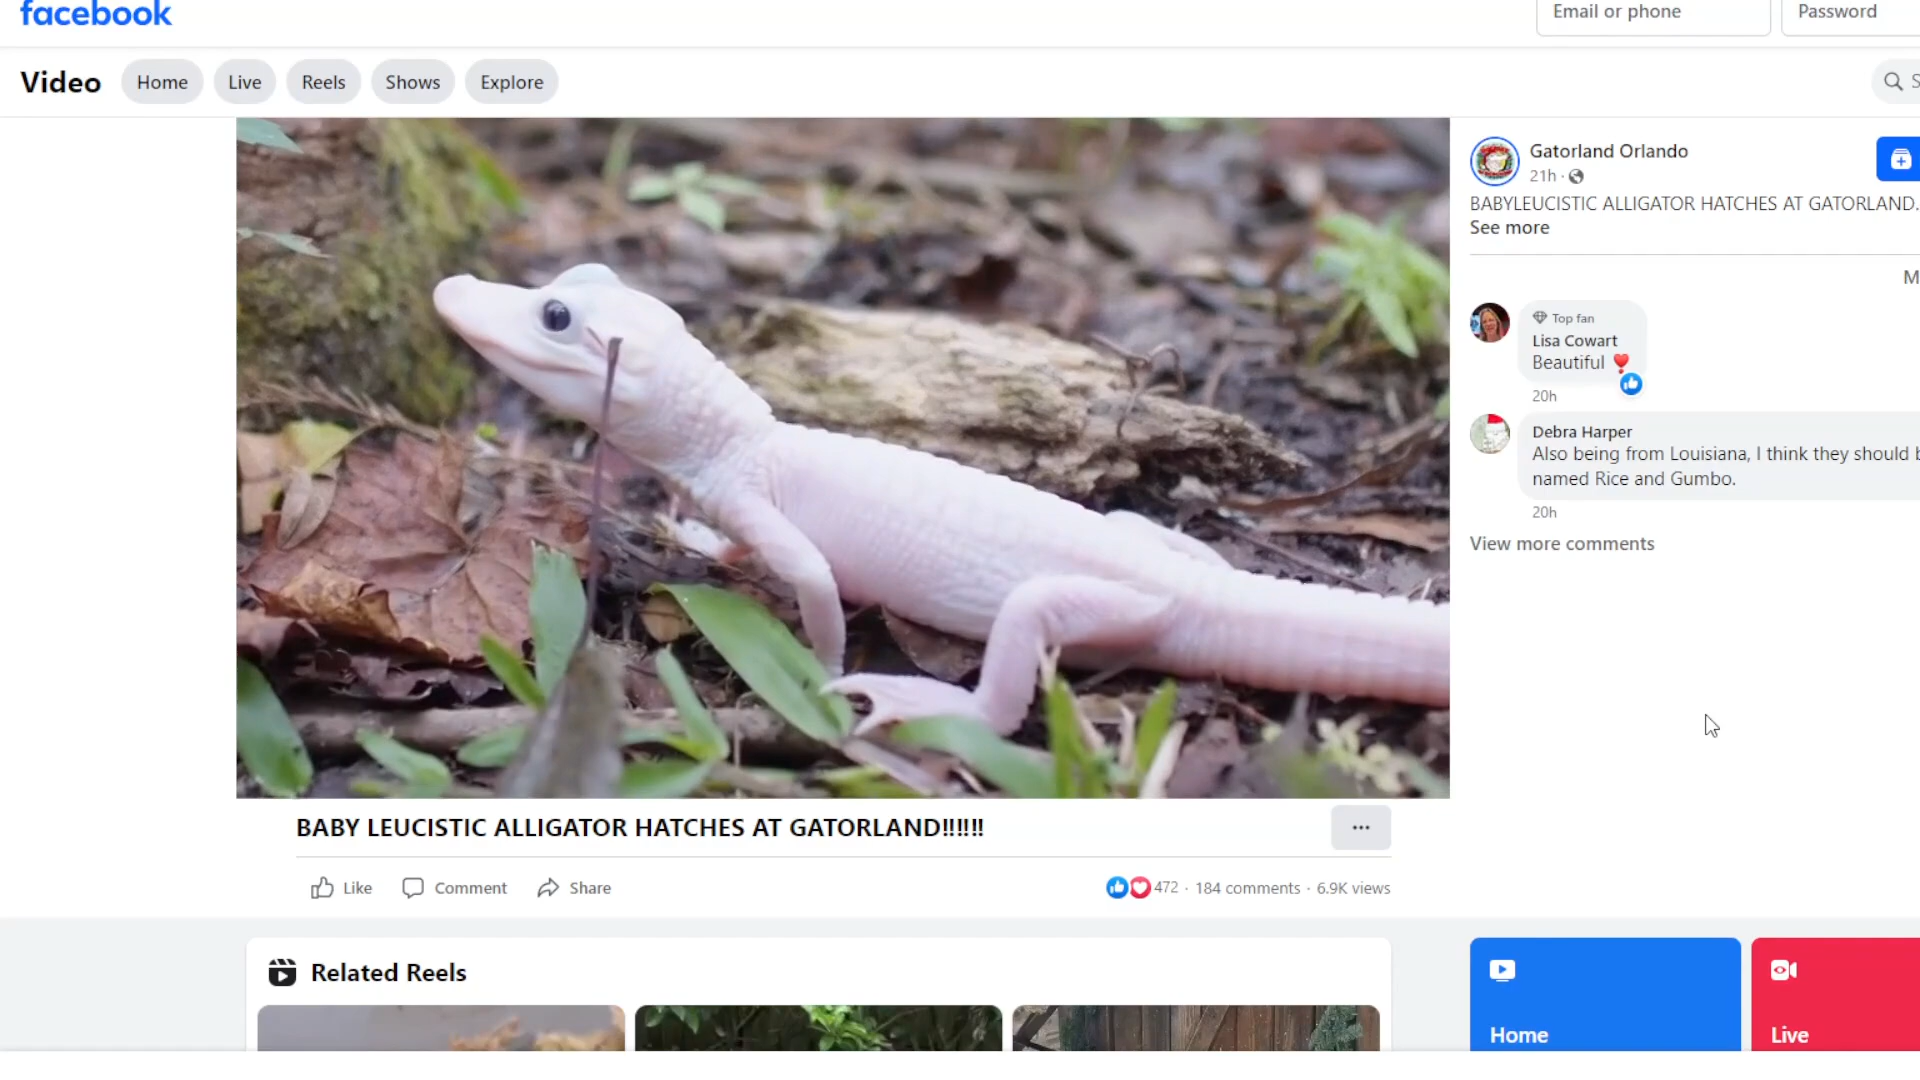 facebook
Email or phone
Password
Video
Home
Live
Reels
Shows
Explore
Gatorland Orlando
21h ·
BABYLEUCISTIC ALLIGATOR HATCHES AT GATORLAND.
See more
Top fan
Lisa Cowart
Beautiful ❣️
20h
Debra Harper
Also being from Louisiana, I think they should
named Rice and Gumbo.
20h
View more comments
BABY LEUCISTIC ALLIGATOR HATCHES AT GATORLAND!!!!!!
...
Like
Comment
Share
472 · 184 comments · 6.9K views
Related Reels
Home
Live